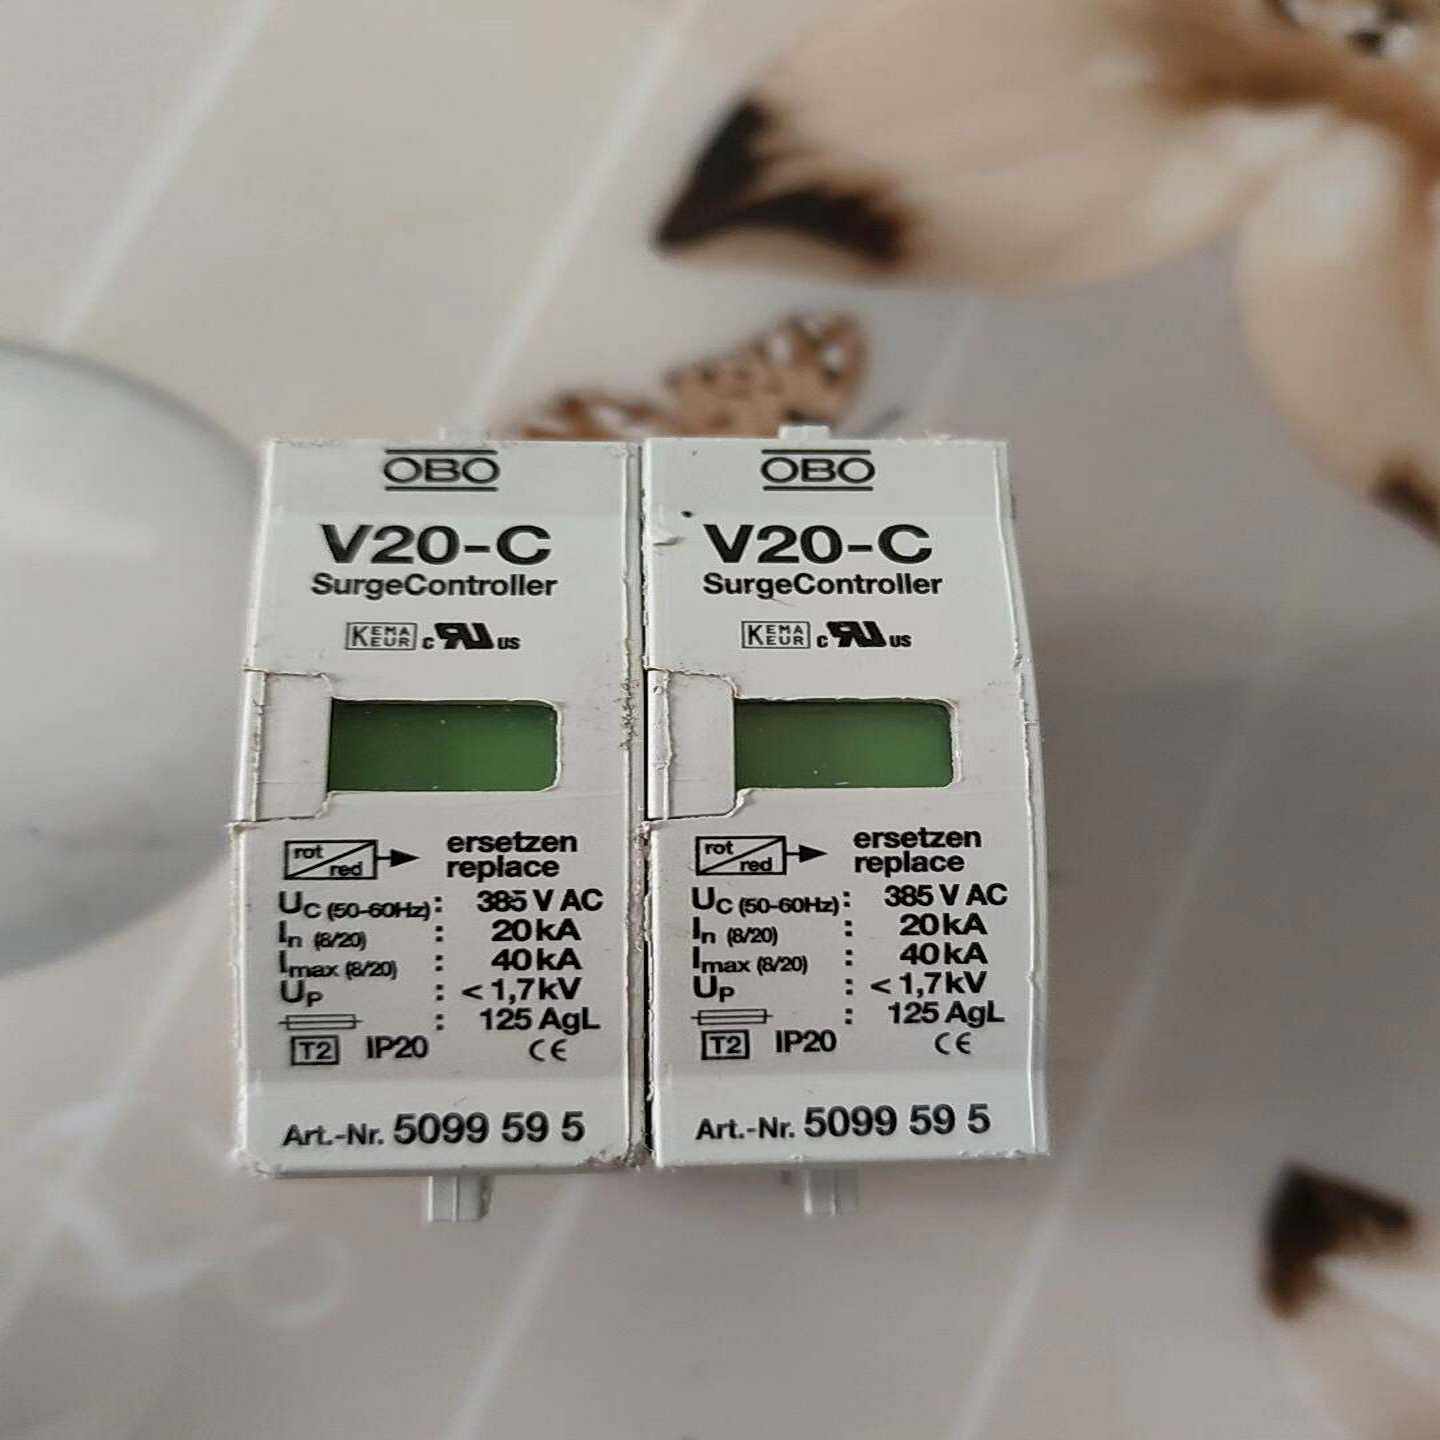 OBO
V20-C
SurgeController
KEMA EUR c RU US
rot red ersetzen
replace
UC (50-60Hz) : 385 V AC
In (8/20) : 20 kA
Imax (8/20) : 40 kA
UP : < 1,7 kV
: 125 AgL
T2 IP20 CE
Art.-Nr. 5099 59 5
OBO
V20-C
SurgeController
KEMA EUR c RU US
rot red ersetzen
replace
UC (50-60Hz) : 385 V AC
In (8/20) : 20 kA
Imax (8/20) : 40 kA
UP : < 1,7 kV
: 125 AgL
T2 IP20 CE
Art.-Nr. 5099 59 5